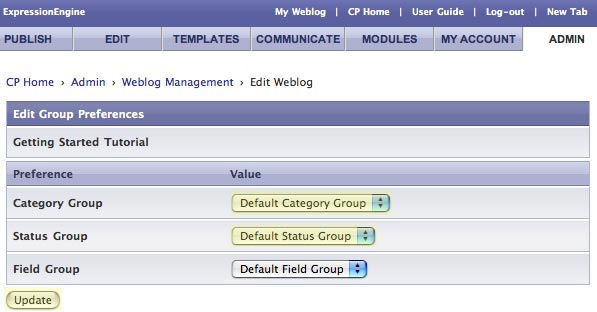 ExpressionEngine My Weblog | CP Home | User Guide | Log-out | New Tab
PUBLISH EDIT TEMPLATES COMMUNICATE MODULES MY ACCOUNT ADMIN
CP Home › Admin › Weblog Management › Edit Weblog
Edit Group Preferences
Getting Started Tutorial
Preference Value
Category Group Default Category Group
Status Group Default Status Group
Field Group Default Field Group
Update